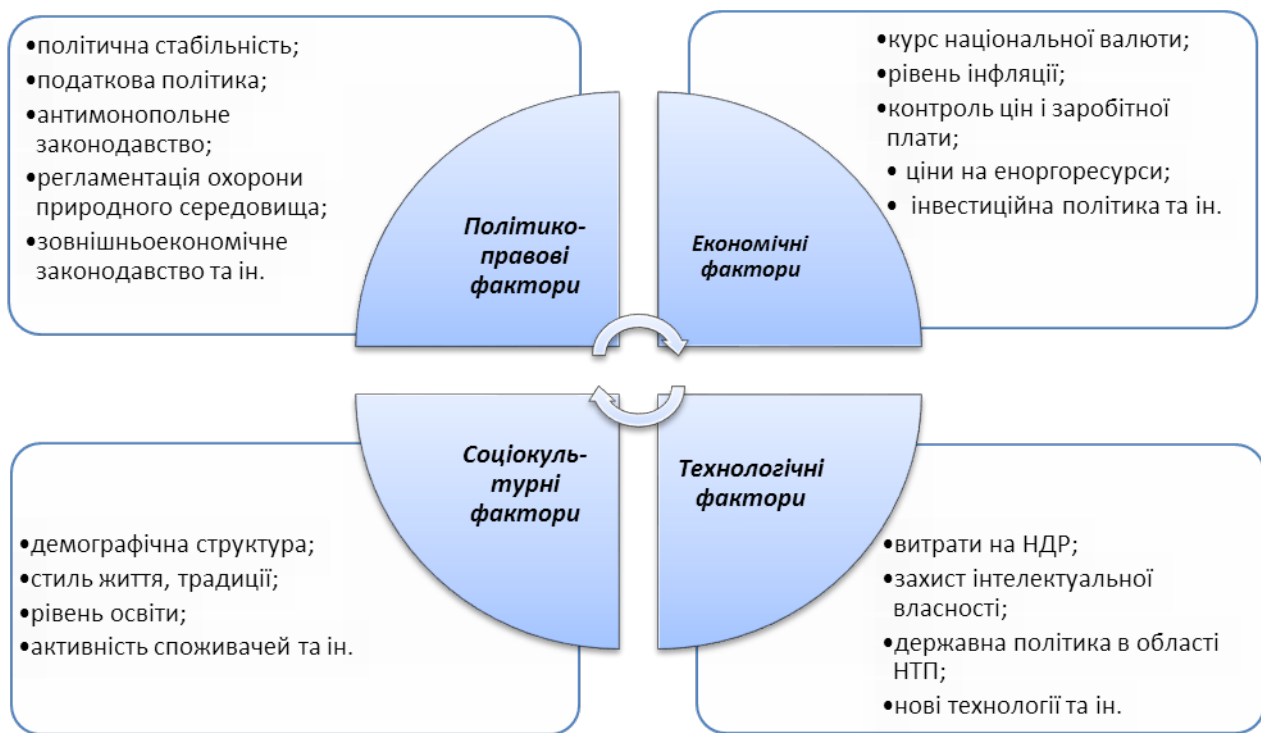 •політична стабільність;
•податкова політика;
•антимонопольне
законодавство;
•регламентація охорони
природного середовища;
•зовнішньоекономічне
законодавство та ін.
•курс національної валюти;
•рівень інфляції;
•контроль цін і заробітної
плати;
• ціни на еноргоресурси;
• інвестиційна політика та ін.
Політико-
правові
фактори
Економічні
фактори
Соціокуль-
турні
фактори
Технологічні
фактори
•демографічна структура;
•стиль життя, традиції;
•рівень освіти;
•активність споживачей та ін.
•витрати на НДР;
•захист інтелектуальної
власності;
•державна політика в області
НТП;
•нові технології та ін.